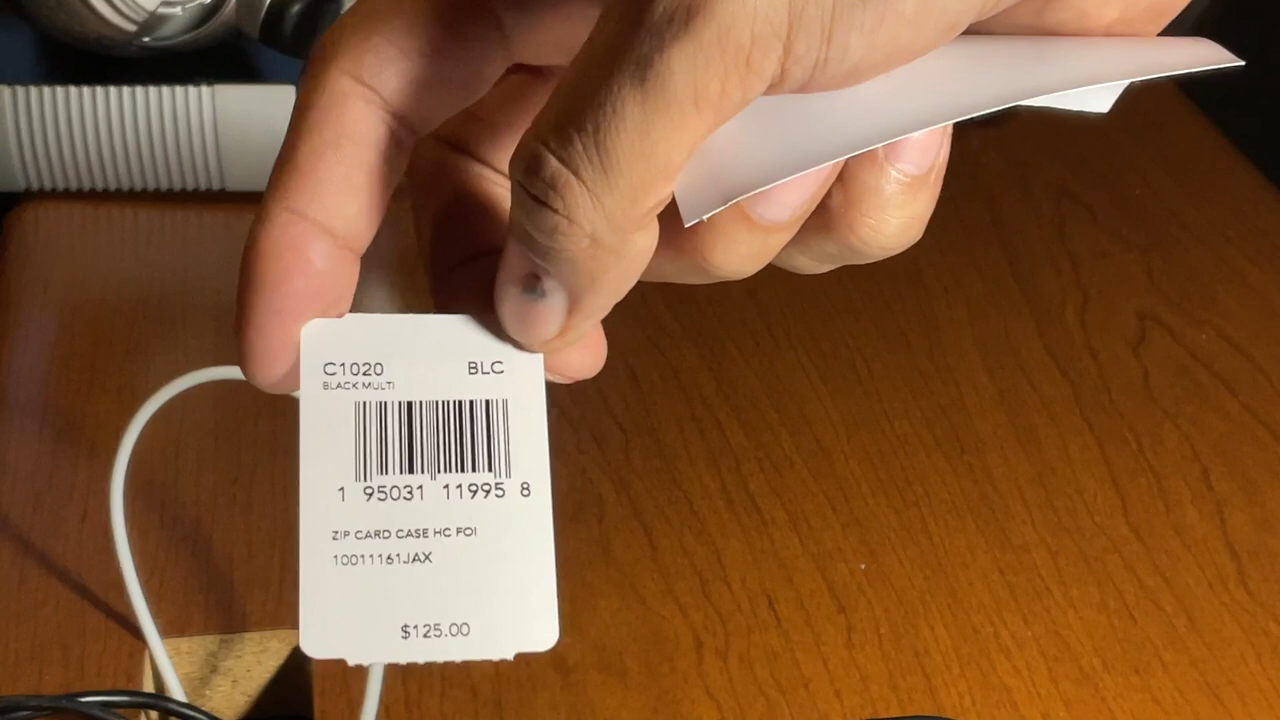 C1020 BLC
BLACK MULTI
1 95031 11995 8
ZIP CARD CASE HC FOI
10011161JAX
$125.00